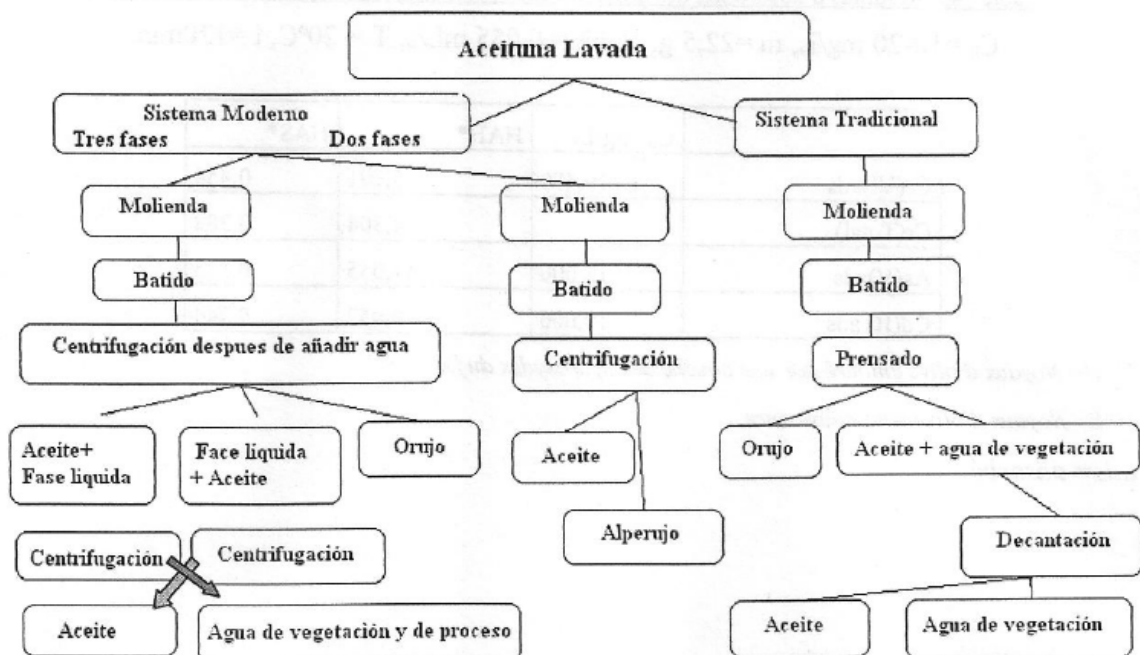 Aceituna Lavada
Sistema Moderno
Tres fases Dos fases
Sistema Tradicional
Molienda
Molienda
Molienda
Batido
Batido
Batido
Centrifugación despues de añadir agua
Centrifugación
Prensado
Aceite+
Fase liquida
Face liquida
+ Aceite
Orujo
Aceite
Orujo
Aceite + agua de vegetación
Alperujo
Decantación
Centrifugación
Centrifugación
Aceite
Agua de vegetación y de proceso
Aceite
Agua de vegetación